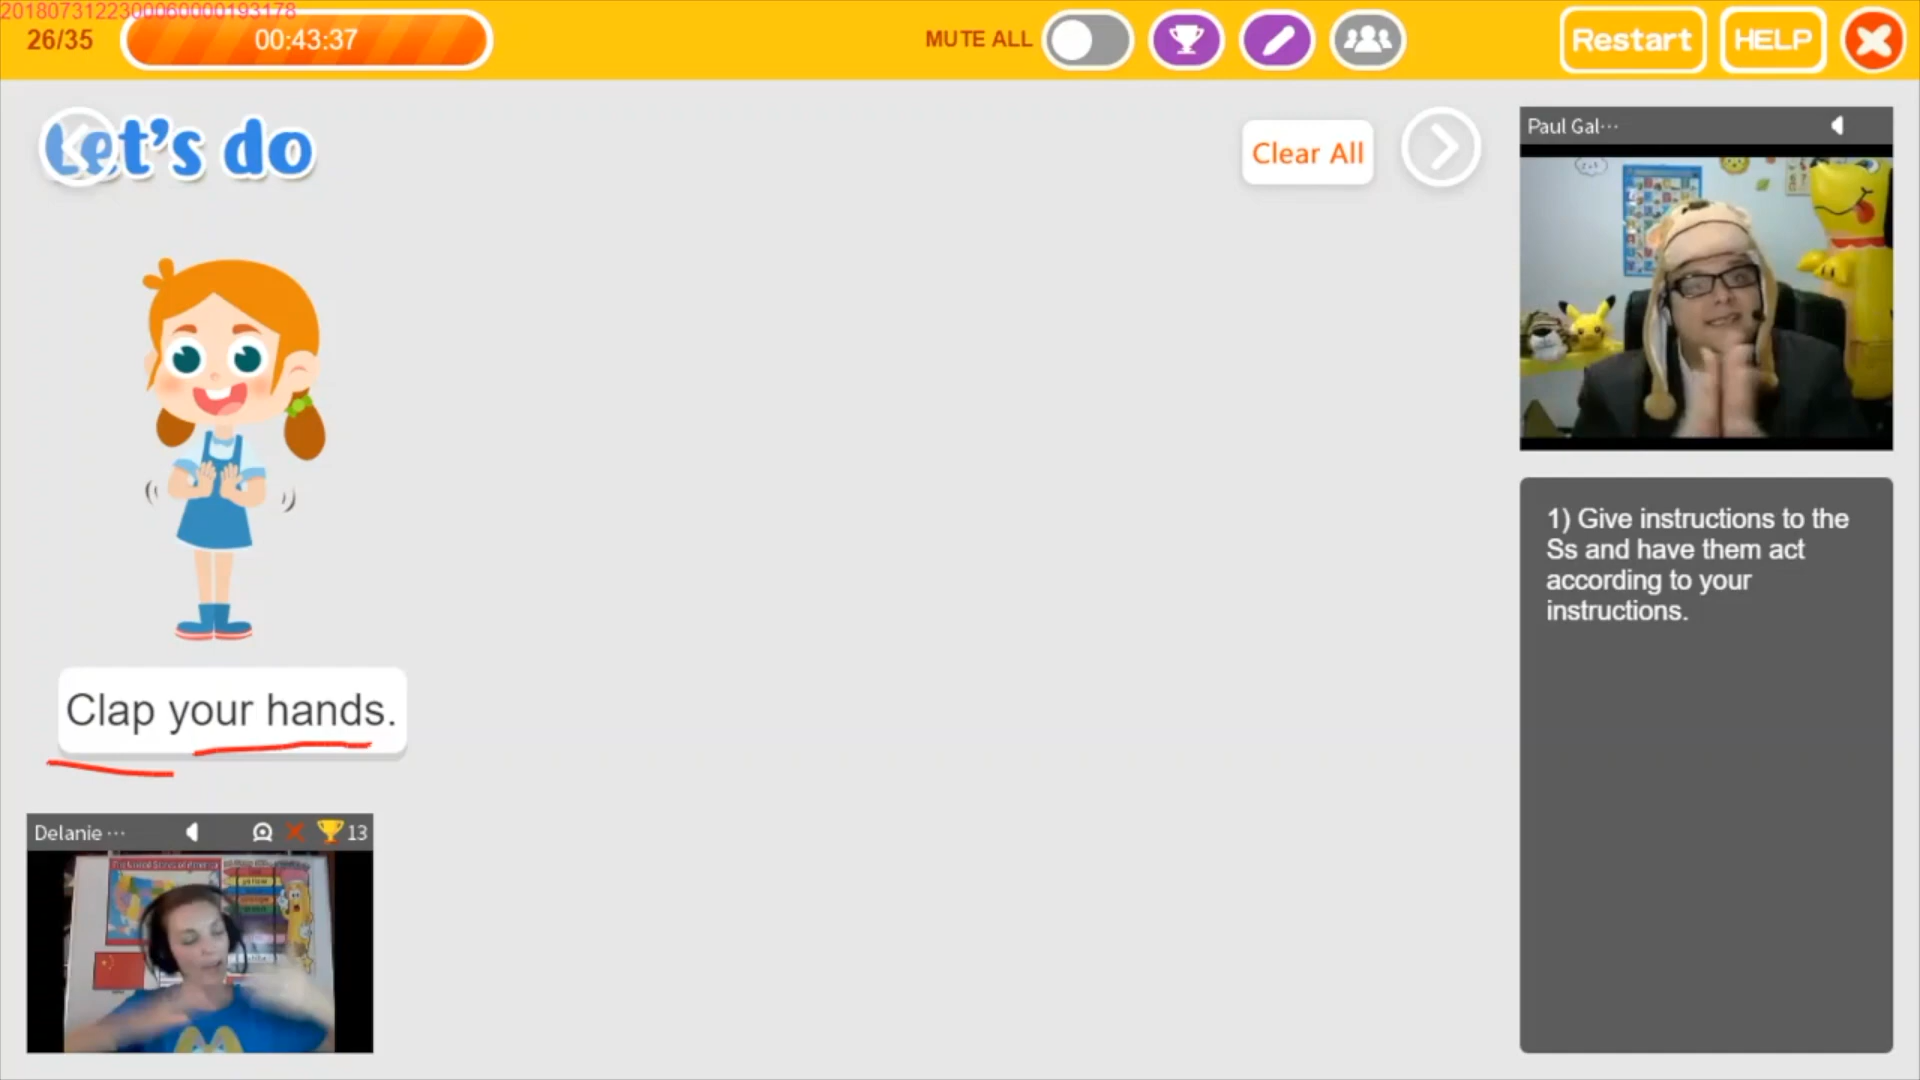 20180731223000060000193178
26/35
00:43:37
MUTE ALL
Restart
HELP
Let's do
Clear All
Paul Gal···
1) Give instructions to the
Ss and have them act
according to your
instructions.
Clap your hands.
Delanie ···
13